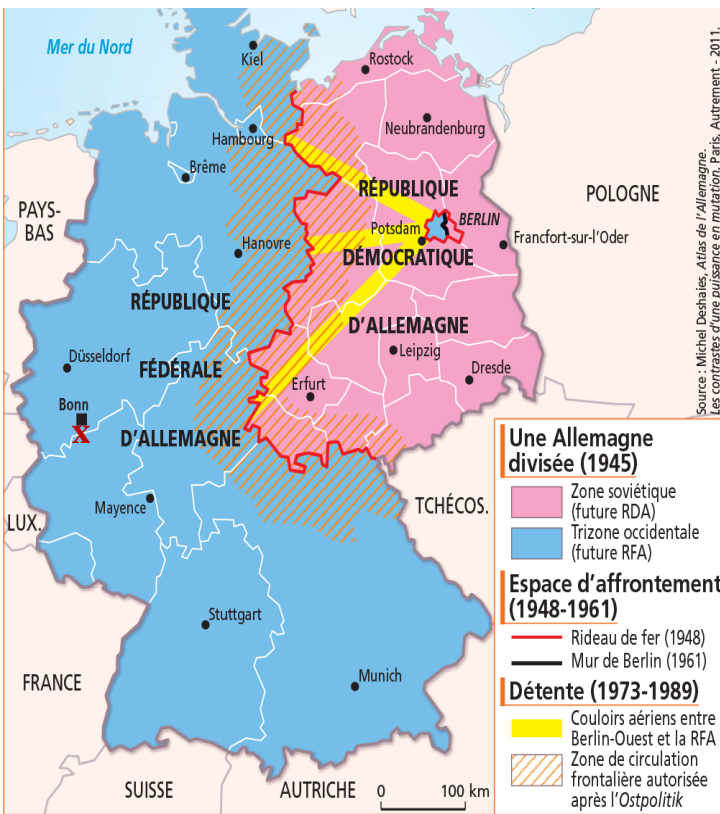 Mer du Nord
Kiel
Rostock
Neubrandenburg
Hambourg
Brême
PAYS-
BAS
RÉPUBLIQUE
BERLIN
POLOGNE
Potsdam
Francfort-sur-l'Oder
Hanovre
DÉMOCRATIQUE
RÉPUBLIQUE
D'ALLEMAGNE
Düsseldorf
FÉDÉRALE
Leipzig
Dresde
Erfurt
Bonn
X
D'ALLEMAGNE
Mayence
TCHÉCOS.
LUX.
Stuttgart
FRANCE
Munich
SUISSE
AUTRICHE
0 100 km
Une Allemagne
divisée (1945)
Zone soviétique
(future RDA)
Trizone occidentale
(future RFA)
Espace d'affrontement
(1948-1961)
Rideau de fer (1948)
Mur de Berlin (1961)
Détente (1973-1989)
Couloirs aériens entre
Berlin-Ouest et la RFA
Zone de circulation
frontalière autorisée
après l'Ostpolitik
Source : Michel Deshaies, Atlas de l'Allemagne.
Les contrastes d'une puissance en mutation. Paris, Autrement - 2011.